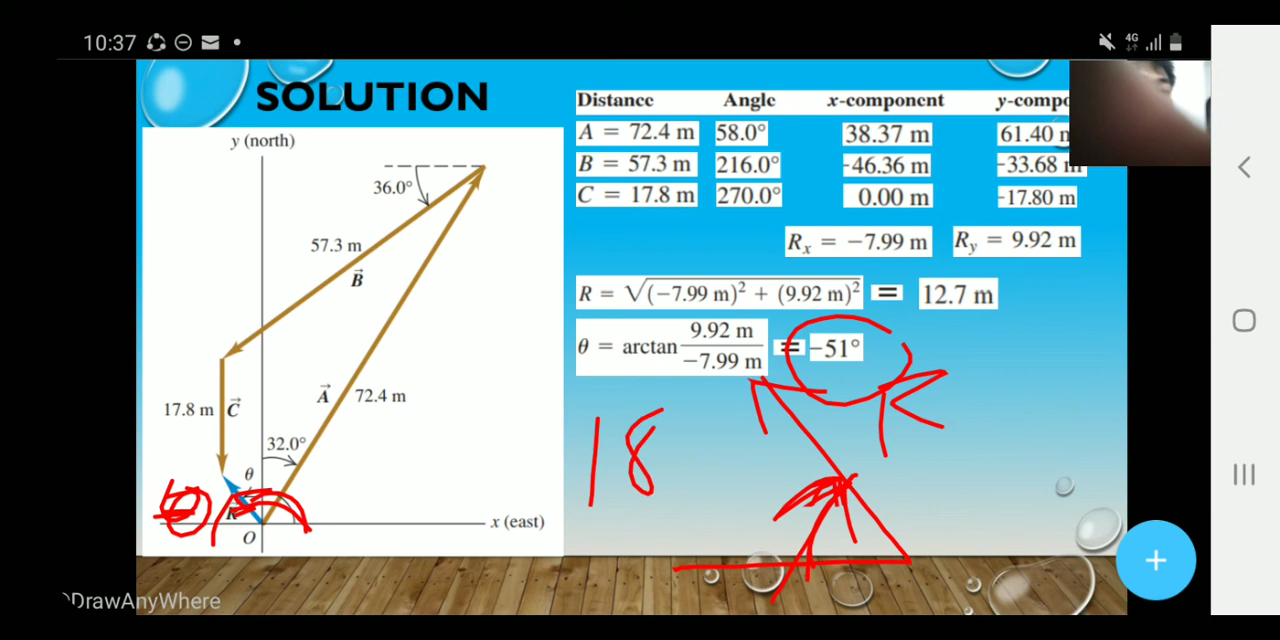 10:37
4G
SOLUTION
y (north)
36.0°
57.3 m
B
17.8 m
C
A
72.4 m
32.0°
θ
R
O
x (east)
Distance Angle x-component y-compo
A = 72.4 m 58.0° 38.37 m 61.40 m
B = 57.3 m 216.0° -46.36 m -33.68 m
C = 17.8 m 270.0° 0.00 m -17.80 m
Rx = −7.99 m Ry = 9.92 m
R = √(−7.99 m)² + (9.92 m)² = 12.7 m
θ = arctan 9.92 m / −7.99 m = −51°
R
18
DrawAnyWhere